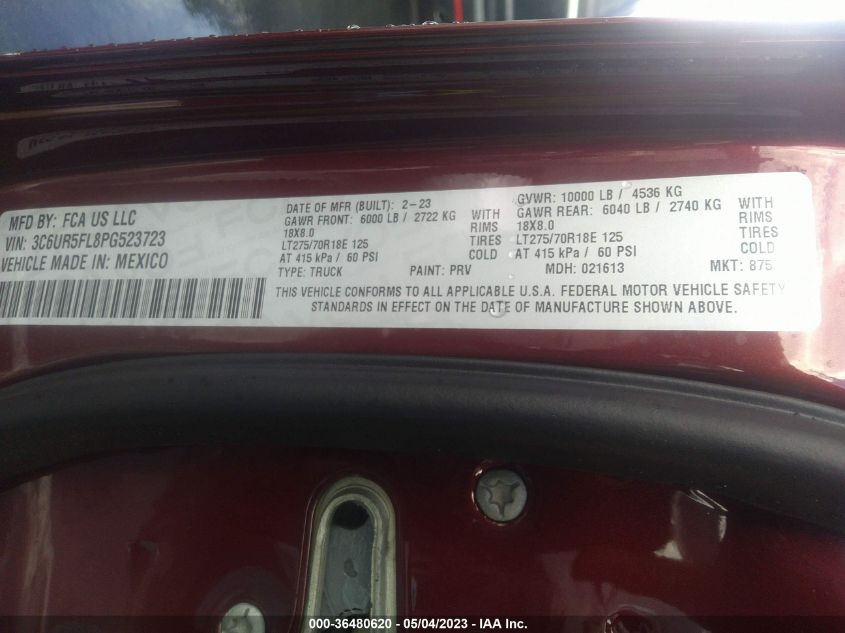 MFD BY: FCA US LLC
VIN: 3C6UR5FL8PG523723
VEHICLE MADE IN: MEXICO
DATE OF MFR (BUILT): 2-23
GAWR FRONT: 6000 LB / 2722 KG WITH
18X8.0 RIMS
LT275/70R18E 125 TIRES
AT 415 kPa / 60 PSI COLD
GVWR: 10000 LB / 4536 KG
GAWR REAR: 6040 LB / 2740 KG WITH
18X8.0 RIMS
LT275/70R18E 125 TIRES
AT 415 kPa / 60 PSI COLD
TYPE: TRUCK PAINT: PRV MDH: 021613 MKT: 875
THIS VEHICLE CONFORMS TO ALL APPLICABLE U.S.A. FEDERAL MOTOR VEHICLE SAFETY
STANDARDS IN EFFECT ON THE DATE OF MANUFACTURE SHOWN ABOVE.
000-36480620 - 05/04/2023 - IAA Inc.